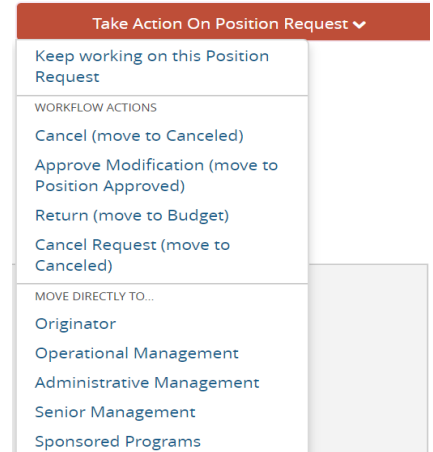 Take Action On Position Request
Keep working on this Position
Request
WORKFLOW ACTIONS
Cancel (move to Canceled)
Approve Modification (move to
Position Approved)
Return (move to Budget)
Cancel Request (move to
Canceled)
MOVE DIRECTLY TO...
Originator
Operational Management
Administrative Management
Senior Management
Sponsored Programs